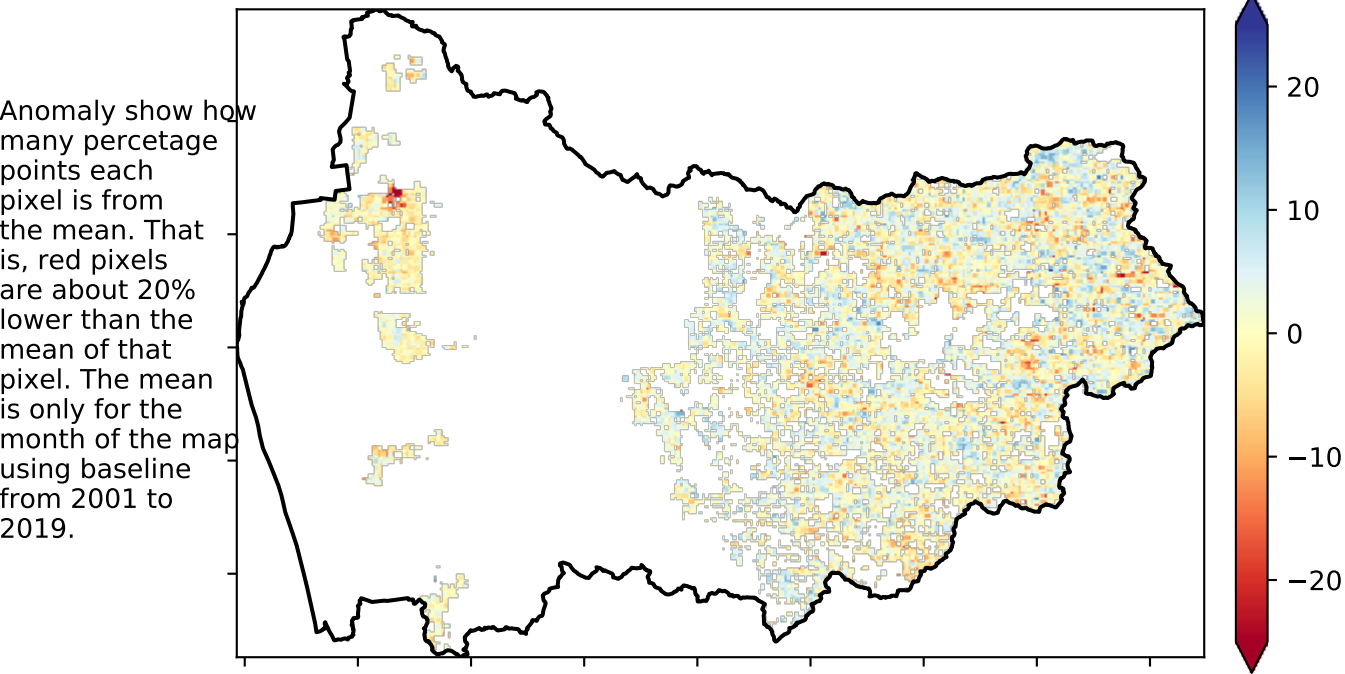 Anomaly show how
many percetage
points each
pixel is from
the mean. That
is, red pixels
are about 20%
lower than the
mean of that
pixel. The mean
is only for the
month of the map
using baseline
from 2001 to
2019.
20
10
0
−10
−20